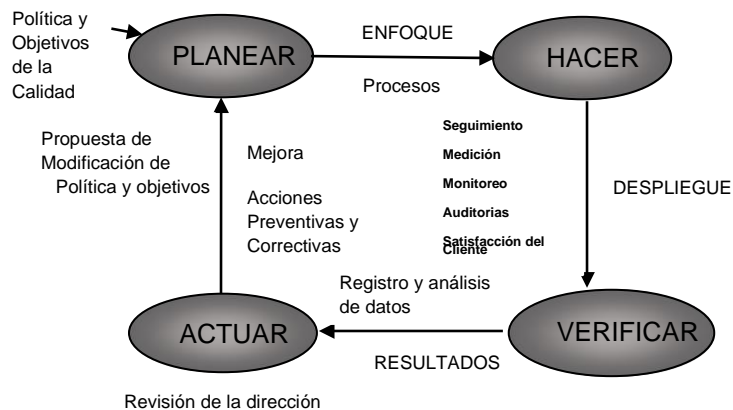 Política y
Objetivos
de la
Calidad
PLANEAR
ENFOQUE
Procesos
HACER
Propuesta de
Modificación de
Política y objetivos
Mejora
Acciones
Preventivas y
Correctivas
Seguimiento
Medición
Monitoreo
Auditorias
Satisfacción del
Cliente
DESPLIEGUE
Registro y análisis
de datos
ACTUAR
RESULTADOS
VERIFICAR
Revisión de la dirección